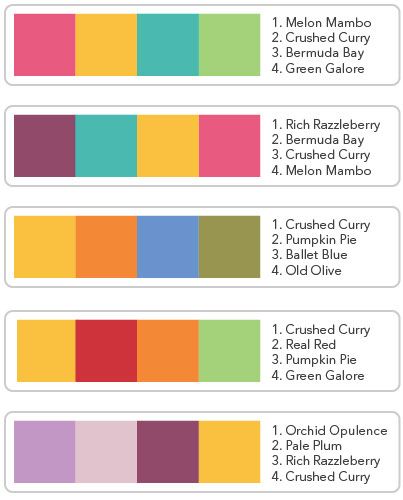 1. Melon Mambo
2. Crushed Curry
3. Bermuda Bay
4. Green Galore
1. Rich Razzleberry
2. Bermuda Bay
3. Crushed Curry
4. Melon Mambo
1. Crushed Curry
2. Pumpkin Pie
3. Ballet Blue
4. Old Olive
1. Crushed Curry
2. Real Red
3. Pumpkin Pie
4. Green Galore
1. Orchid Opulence
2. Pale Plum
3. Rich Razzleberry
4. Crushed Curry